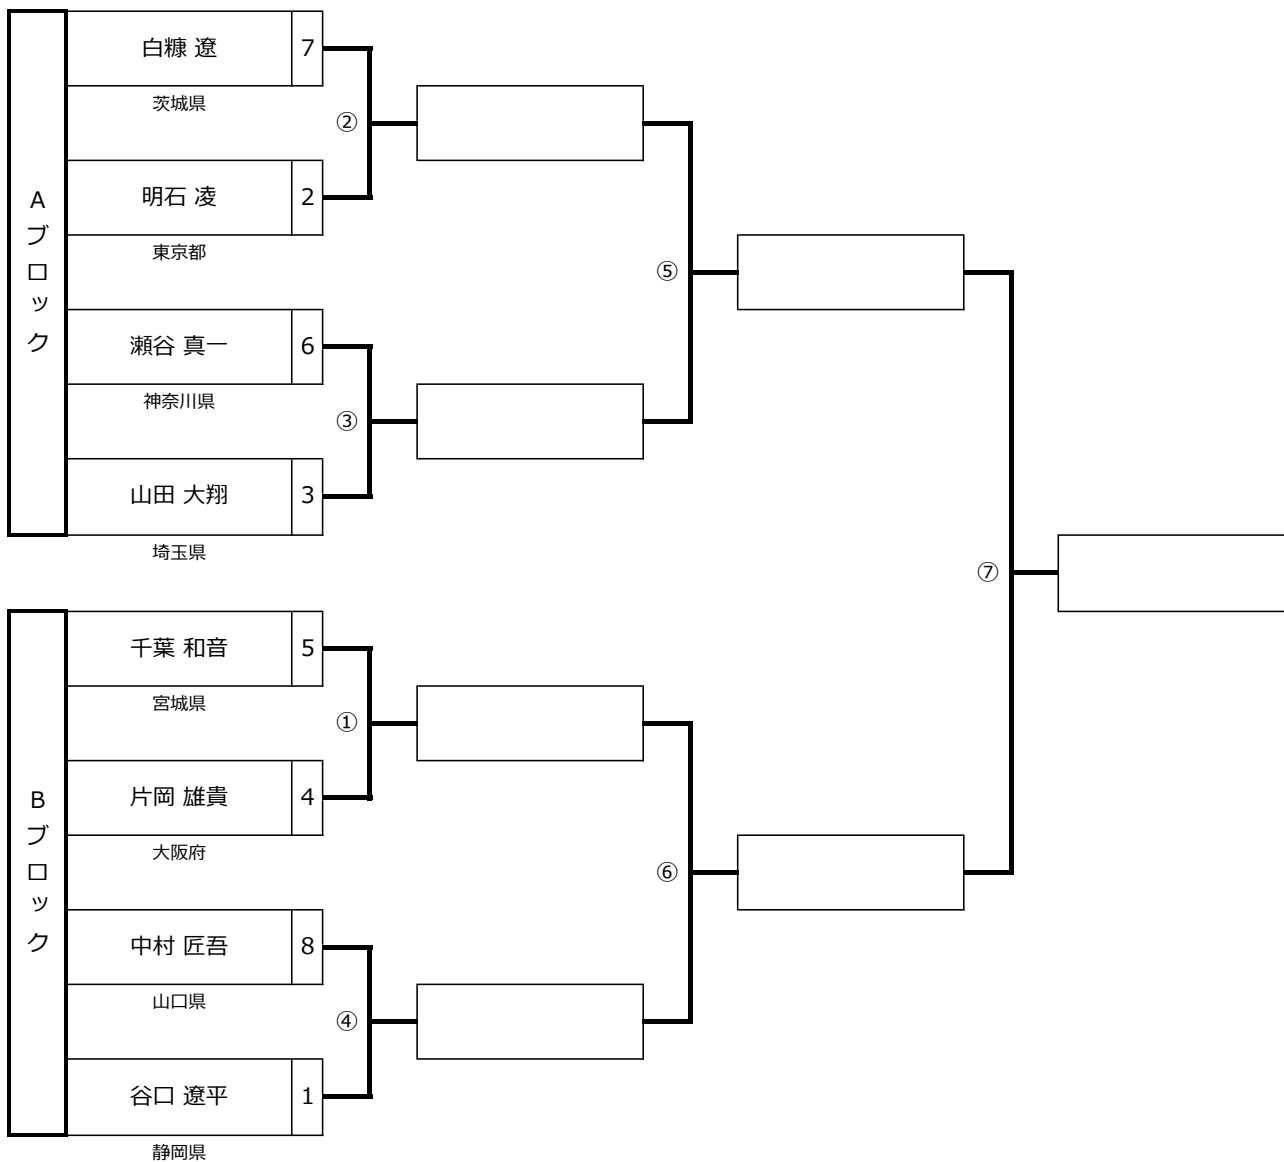 Aブロック
白糠 遼 7
茨城県
②
明石 凌 2
東京都
⑤
瀬谷 真一 6
神奈川県
③
山田 大翔 3
埼玉県
⑦
Bブロック
千葉 和音 5
宮城県
①
片岡 雄貴 4
大阪府
⑥
中村 匠吾 8
山口県
④
谷口 遼平 1
静岡県